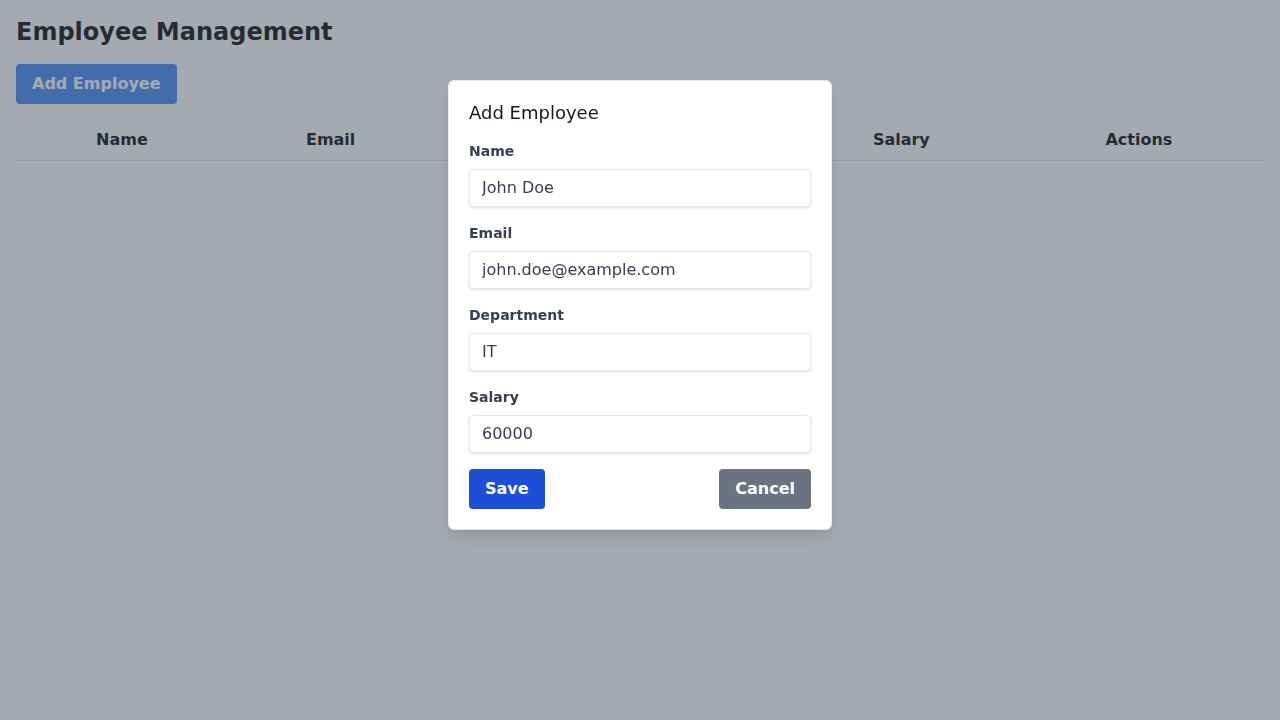 Employee Management
Add Employee
Name Email Salary Actions
Add Employee
Name
John Doe
Email
john.doe@example.com
Department
IT
Salary
60000
Save Cancel